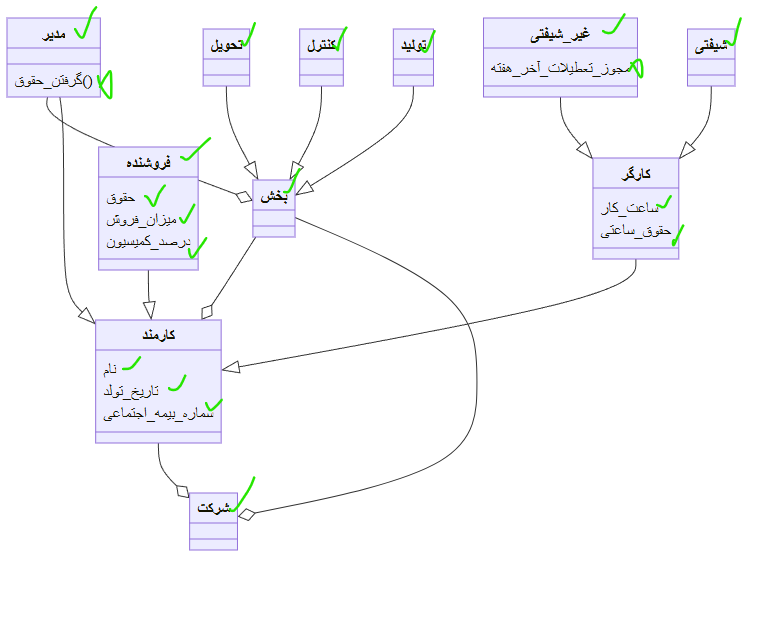 مدیر
گرفتن_حقوق()
تحویل
کنترل
تولید
غیر_شیفتی
مجوز_تعطیلات_آخر_هفته
شیفتی
فروشنده
حقوق
میزان_فروش
درصد_کمیسیون
بخش
کارگر
ساعت_کار
حقوق_ساعتی
کارمند
نام
تاریخ_تولد
شماره_بیمه_اجتماعی
شرکت